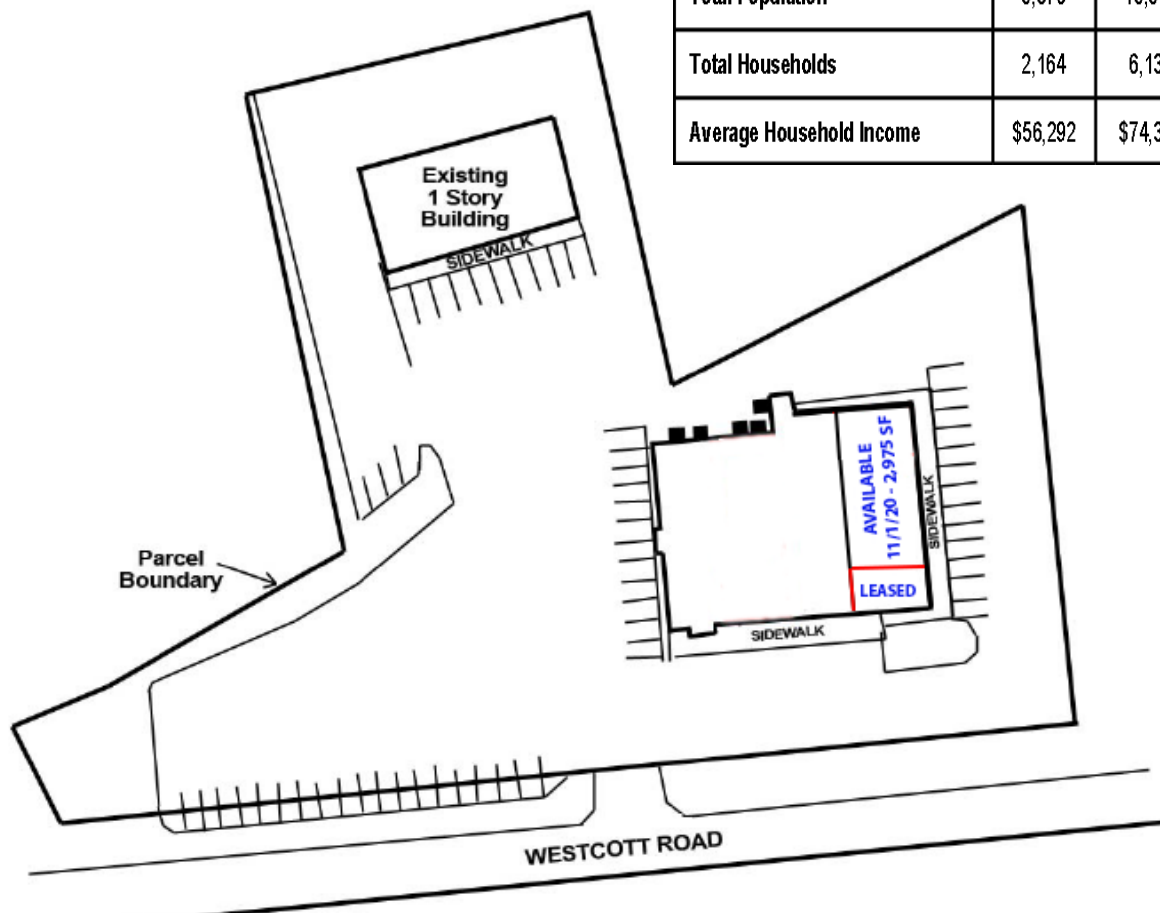 Total Households 2,164
Average Household Income $56,292
Existing
1 Story
Building
SIDEWALK
AVAILABLE
11/1/20 - 2,975 SF
SIDEWALK
LEASED
SIDEWALK
Parcel
Boundary
WESTCOTT ROAD